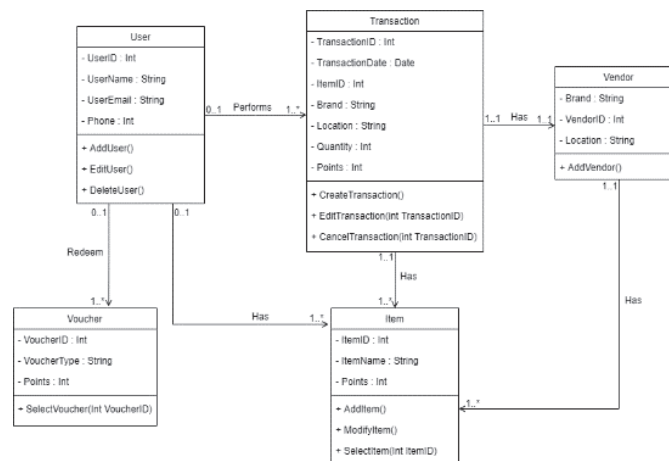 User
- UserID : Int
- UserName : String
- UserEmail : String
- Phone : Int
+ AddUser()
+ EditUser()
+ DeleteUser()
0..1
Performs
1..*
Transaction
- TransactionID : Int
- TransactionDate : Date
- ItemID : Int
- Brand : String
- Location : String
- Quantity : Int
- Points : Int
+ CreateTransaction()
+ EditTransaction(int TransactionID)
+ CancelTransaction(int TransactionID)
1..1
Has
1..1
Vendor
- Brand : String
- VendorID : Int
- Location : String
+ AddVendor()
1..1
0..1
0..1
1..1
Redeem
Has
Has
1..*
Has
1..*
1..*
Voucher
- VoucherID : Int
- VoucherType : String
- Points : Int
+ SelectVoucher(Int VoucherID)
Item
- ItemID : Int
- ItemName : String
- Points : Int
+ AddItem()
+ ModifyItem()
+ SelectItem(Int ItemID)
1..*